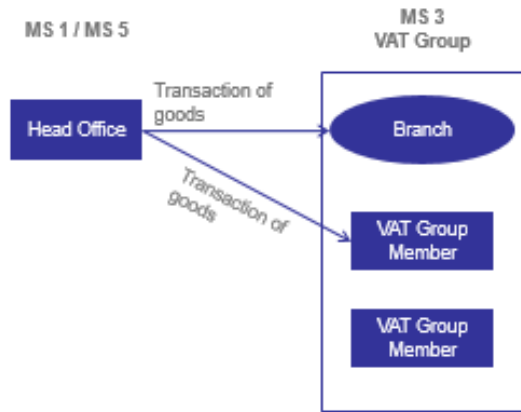 MS 1 / MS 5
MS 3
VAT Group
Transaction of
goods
Head Office
Branch
Transaction of
goods
VAT Group
Member
VAT Group
Member